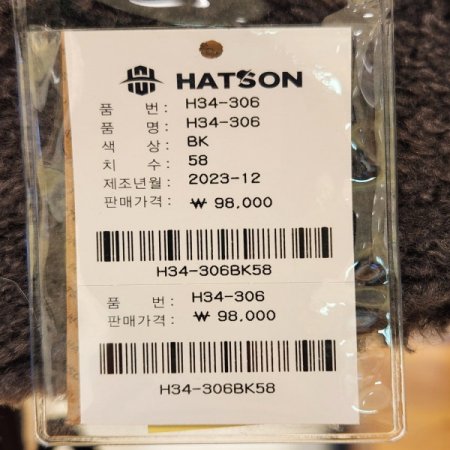 HATSON
품 번 : H34-306
품 명 : H34-306
색 상 : BK
치 수 : 58
제조년월 : 2023-12
판매가격 : ₩ 98,000
H34-306BK58
품 번 : H34-306
판매가격 : ₩ 98,000
H34-306BK58